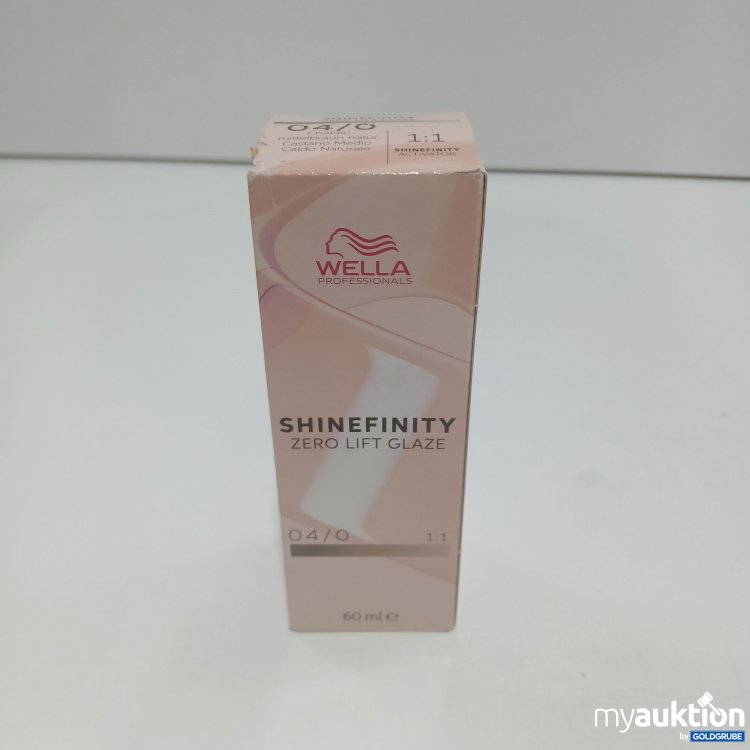 SHINEFINITY
04/0
mittelbraun natur
Castano Medio
Caldo Naturale
1:1
SHINEFINITY
ACTIVATOR
WELLA
PROFESSIONALS
SHINEFINITY
ZERO LIFT GLAZE
04/0 1:1
60 ml e
myauktion
by GOLDGRUBE